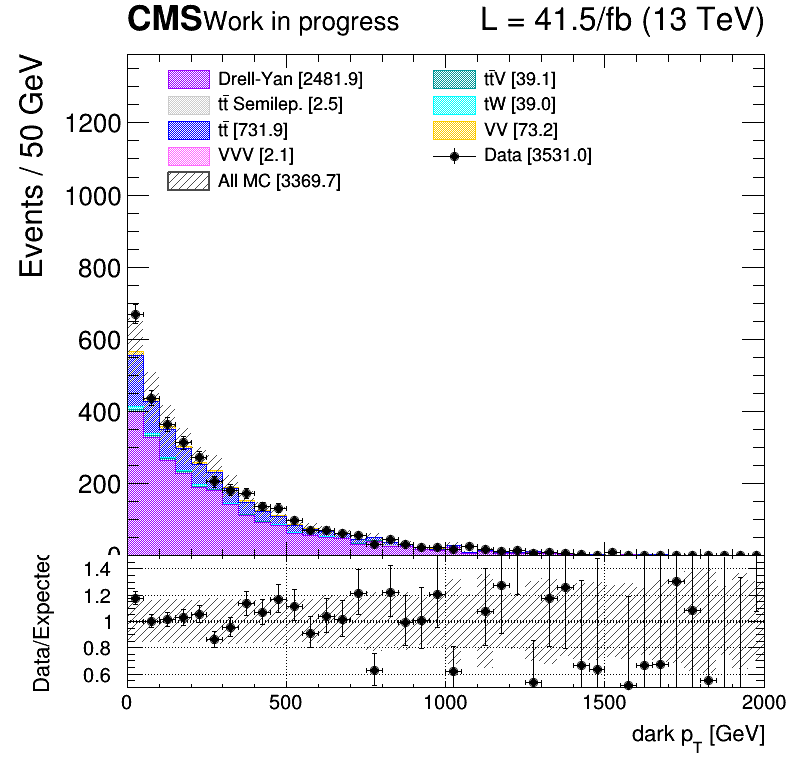 CMS Work in progress L = 41.5/fb (13 TeV)
Drell-Yan [2481.9] tt̄V [39.1]
tt̄ Semilep. [2.5] tW [39.0]
tt̄ [731.9] VV [73.2]
VVV [2.1] Data [3531.0]
All MC [3369.7]
Events / 50 GeV
1200
1000
800
600
400
200
0
Data/Expected
1.4
1.2
1
0.8
0.6
0 500 1000 1500 2000
dark p_T [GeV]